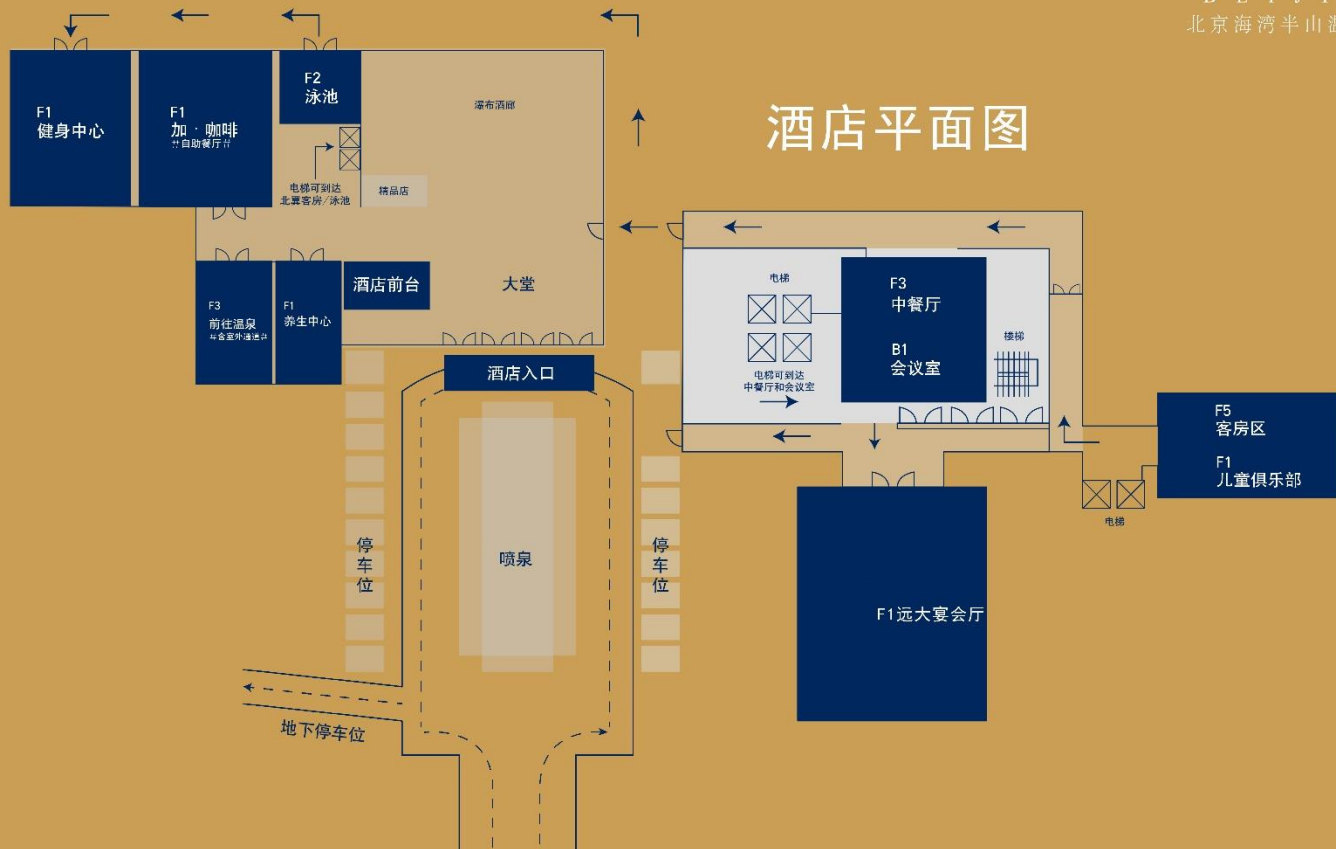 北京海湾半山温
酒店平面图
F1
健身中心
F1
加·咖啡
自助餐厅
F2
泳池
瀑布酒廊
电梯可到达
北翼客房/泳池
精品店
F3
前往温泉
含室外通道
F1
养生中心
酒店前台
大堂
酒店入口
电梯
F3
中餐厅
B1
会议室
楼梯
电梯可到达
中餐厅和会议室
F5
客房区
F1
儿童俱乐部
电梯
停车位
喷泉
停车位
F1远大宴会厅
地下停车位